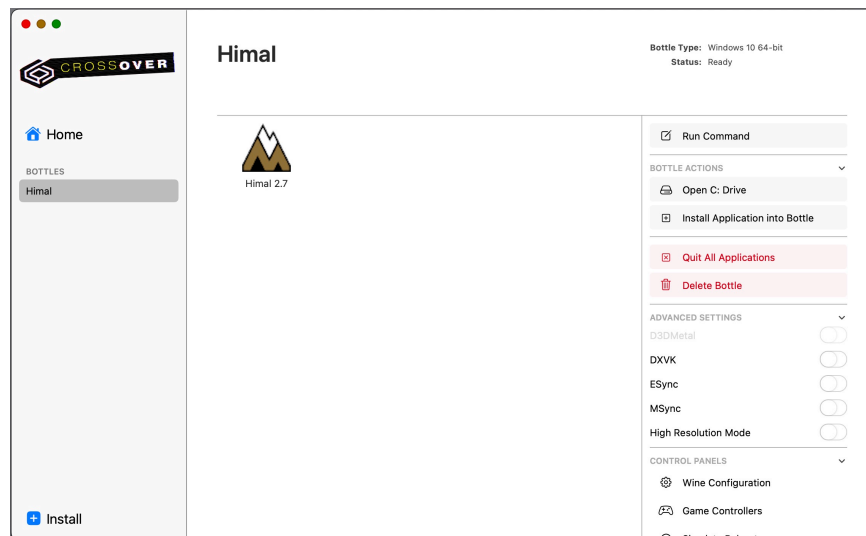 CROSSOVER
Himal
Bottle Type: Windows 10 64-bit
Status: Ready
Home
BOTTLES
Himal
Himal 2.7
Run Command
BOTTLE ACTIONS
Open C: Drive
Install Application into Bottle
Quit All Applications
Delete Bottle
ADVANCED SETTINGS
D3DMetal
DXVK
ESync
MSync
High Resolution Mode
CONTROL PANELS
Wine Configuration
Game Controllers
Install